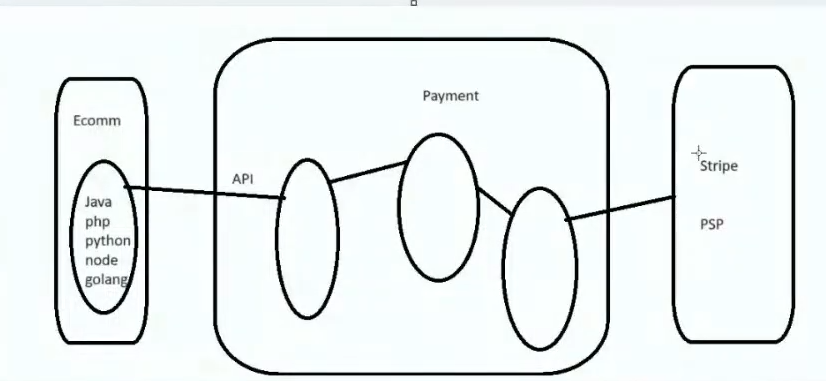 Ecomm
Java
php
python
node
golang
API
Payment
Stripe
PSP